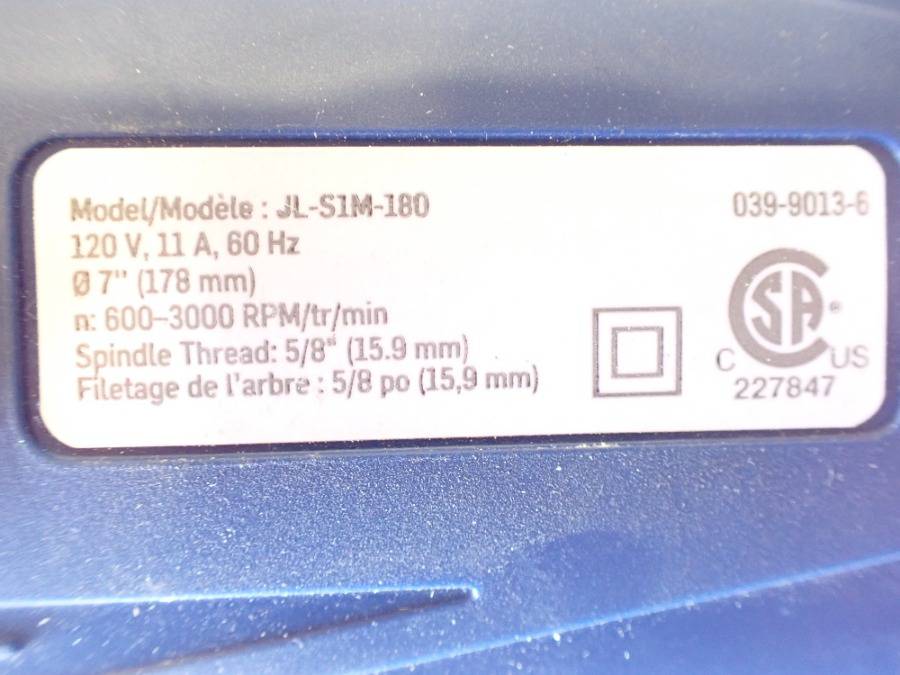 Model/Modèle : JL-S1M-180
039-9013-6
120 V, 11 A, 60 Hz
Ø 7" (178 mm)
n: 600–3000 RPM/tr/min
Spindle Thread: 5/8" (15.9 mm)
Filetage de l'arbre : 5/8 po (15,9 mm)
CSA ®
C US
227847